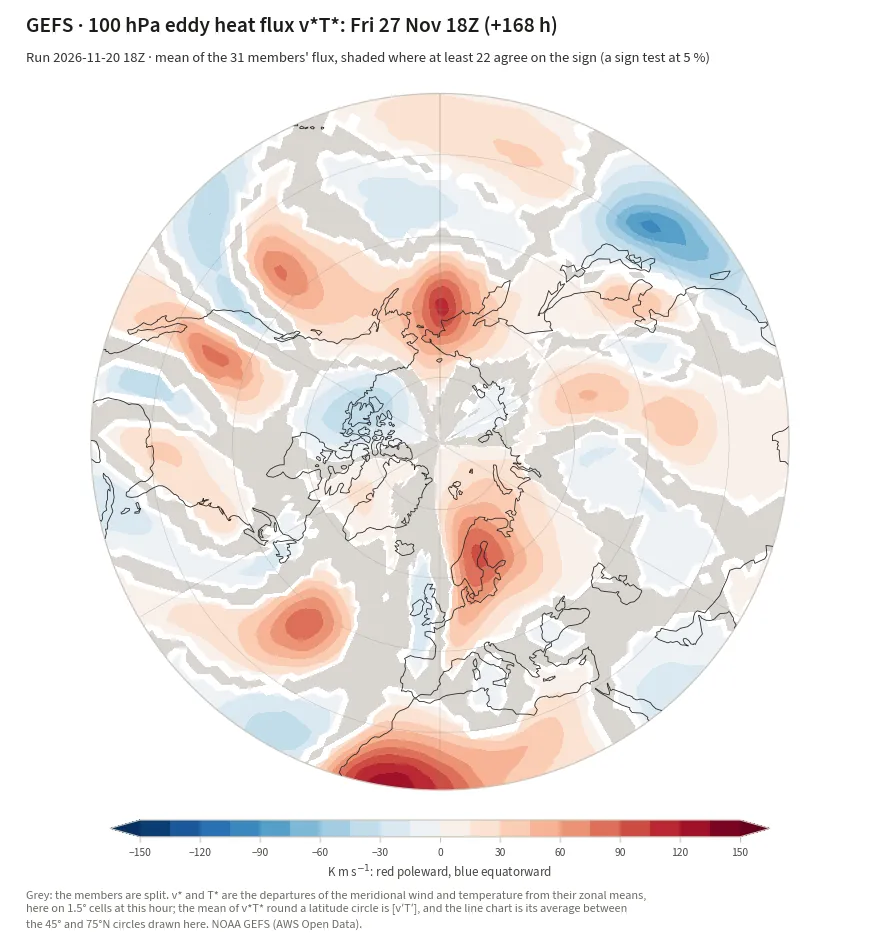 GEFS · 100 hPa eddy heat flux v*T*: Fri 27 Nov 18Z (+168 h)
Run 2026-11-20 18Z · mean of the 31 members' flux, shaded where at least 22 agree on the sign (a sign test at 5 %)
−150 −120 −90 −60 −30 0 30 60 90 120 150
K m s⁻¹: red poleward, blue equatorward
Grey: the members are split. v* and T* are the departures of the meridional wind and temperature from their zonal means,
here on 1.5° cells at this hour; the mean of v*T* round a latitude circle is [v'T'], and the line chart is its average between
the 45° and 75°N circles drawn here. NOAA GEFS (AWS Open Data).